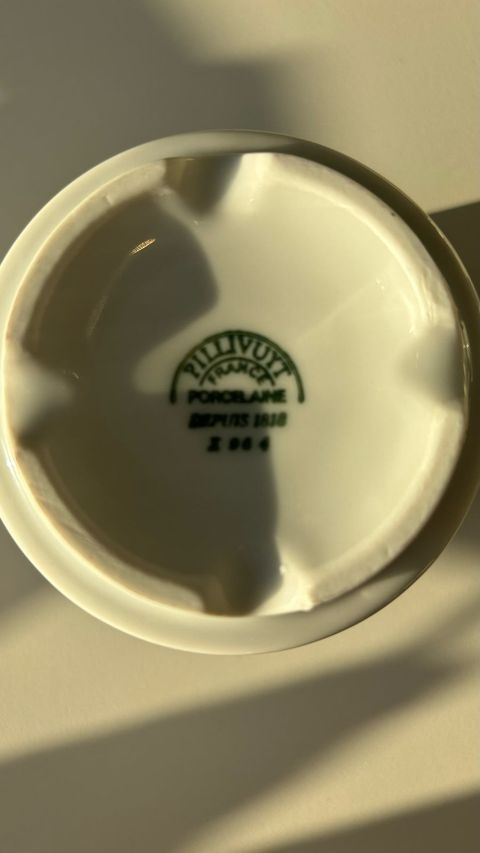 PILLIVUYT
FRANCE
PORCELAINE
DEPUIS 1818